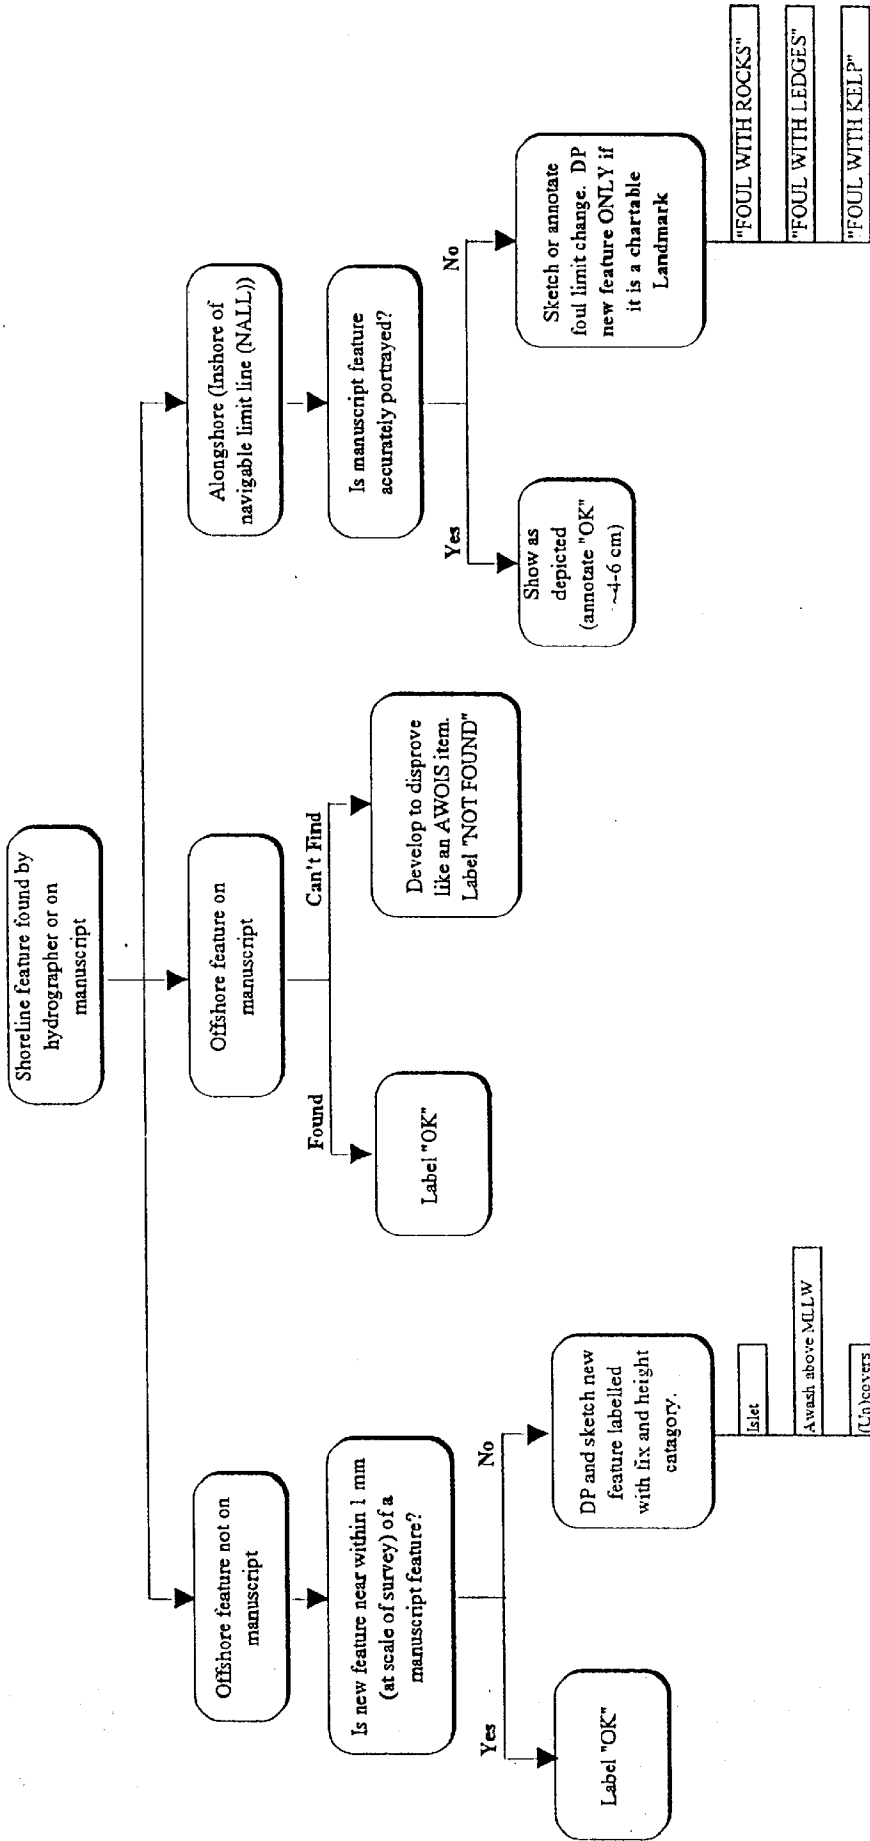 Shoreline feature found by
hydrographer or on
manuscript
Offshore feature not on
manuscript
Is new feature near within 1 mm
(at scale of survey) of a
manuscript feature?
Yes
No
Label "OK"
DP and sketch new
feature labelled
with fix and height
catagory.
Islet
Awash above MLLW
(Un)covers
Offshore feature on
manuscript
Found
Can't Find
Label "OK"
Develop to disprove
like an AWOIS item.
Label "NOT FOUND"
Alongshore (Inshore of
navigable limit line (NALL))
Is manuscript feature
accurately portrayed?
Yes
No
Show as
depicted
(annotate "OK"
~4-6 cm)
Sketch or annotate
foul limit change. DP
new feature ONLY if
it is a chartable
Landmark
"FOUL WITH ROCKS"
"FOUL WITH LEDGES"
"FOUL WITH KELP"